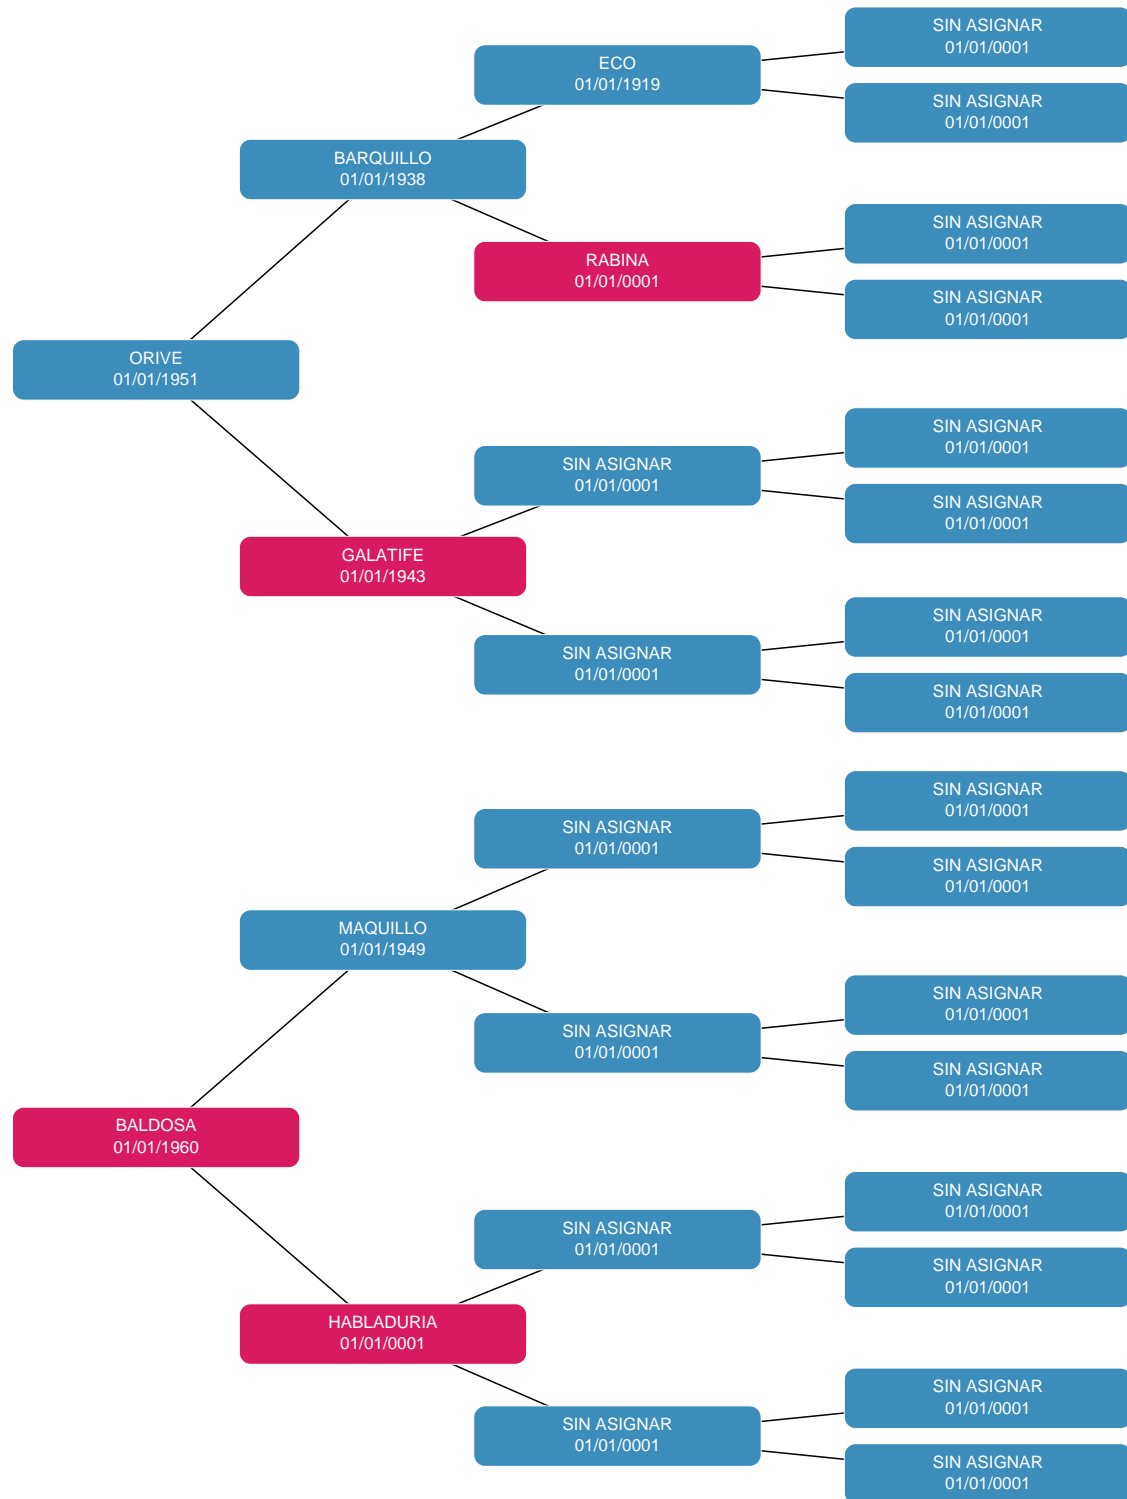 SIN ASIGNAR
01/01/0001
ECO
01/01/1919
SIN ASIGNAR
01/01/0001
BARQUILLO
01/01/1938
SIN ASIGNAR
01/01/0001
RABINA
01/01/0001
SIN ASIGNAR
01/01/0001
ORIVE
01/01/1951
SIN ASIGNAR
01/01/0001
SIN ASIGNAR
01/01/0001
SIN ASIGNAR
01/01/0001
GALATIFE
01/01/1943
SIN ASIGNAR
01/01/0001
SIN ASIGNAR
01/01/0001
SIN ASIGNAR
01/01/0001
SIN ASIGNAR
01/01/0001
SIN ASIGNAR
01/01/0001
SIN ASIGNAR
01/01/0001
MAQUILLO
01/01/1949
SIN ASIGNAR
01/01/0001
SIN ASIGNAR
01/01/0001
SIN ASIGNAR
01/01/0001
BALDOSA
01/01/1960
SIN ASIGNAR
01/01/0001
SIN ASIGNAR
01/01/0001
SIN ASIGNAR
01/01/0001
HABLADURIA
01/01/0001
SIN ASIGNAR
01/01/0001
SIN ASIGNAR
01/01/0001
SIN ASIGNAR
01/01/0001